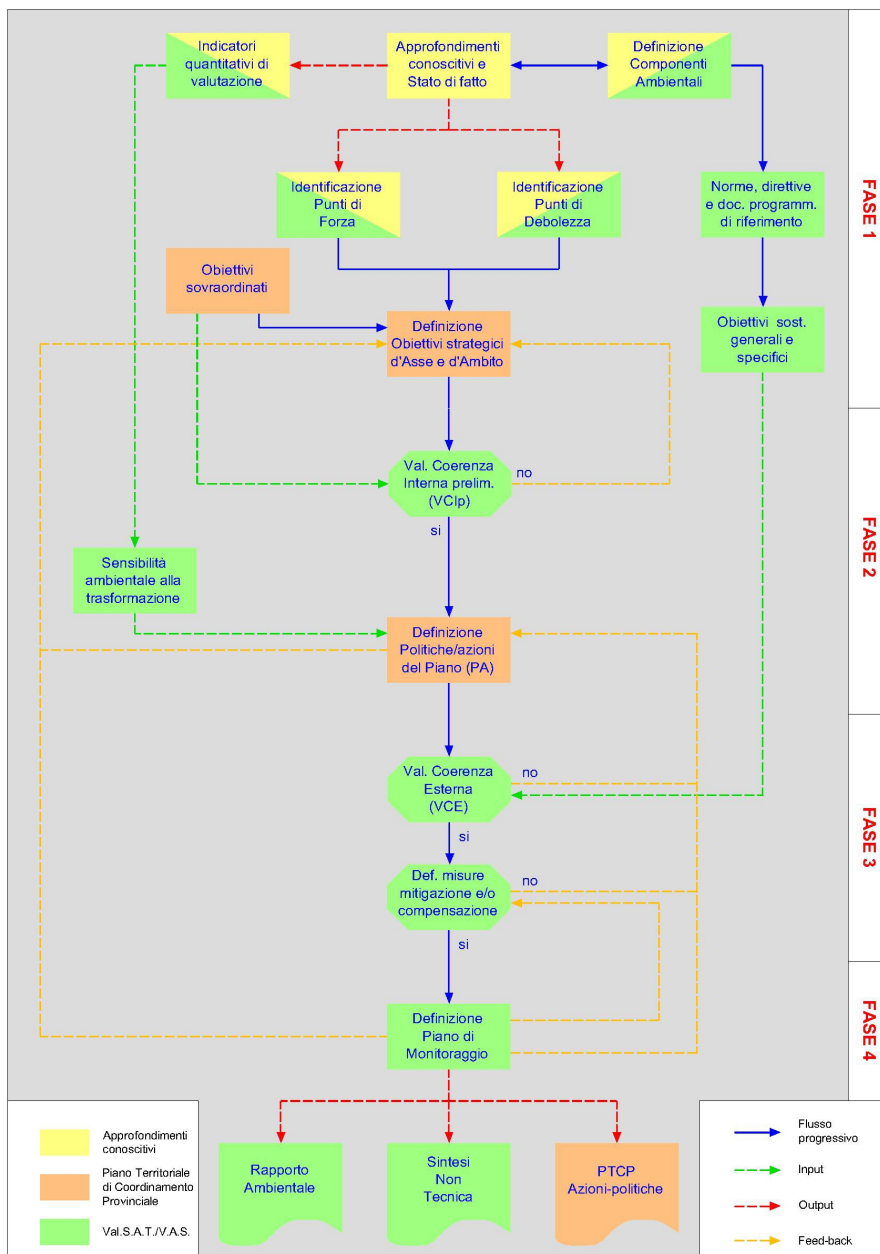 Indicatori
quantitativi di
valutazione
Approfondimenti
conoscitivi e
Stato di fatto
Definizione
Componenti
Ambientali
Identificazione
Punti di
Forza
Identificazione
Punti di
Debolezza
Norme, direttive
e doc. programm.
di riferimento
FASE 1
Obiettivi
sovraordinati
Definizione
Obiettivi strategici
d'Asse e d'Ambito
Obiettivi sost.
generali e
specifici
Val. Coerenza
Interna prelim.
(VCIp)
no
si
FASE 2
Sensibilità
ambientale alla
trasformazione
Definizione
Politiche/azioni
del Piano (PA)
Val. Coerenza
Esterna
(VCE)
no
si
FASE 3
Def. misure
mitigazione e/o
compensazione
no
si
Definizione
Piano di
Monitoraggio
FASE 4
Rapporto
Ambientale
Sintesi
Non
Tecnica
PTCP
Azioni-politiche
Approfondimenti
conoscitivi
Piano Territoriale
di Coordinamento
Provinciale
Val.S.A.T./V.A.S.
Flusso
progressivo
Input
Output
Feed-back